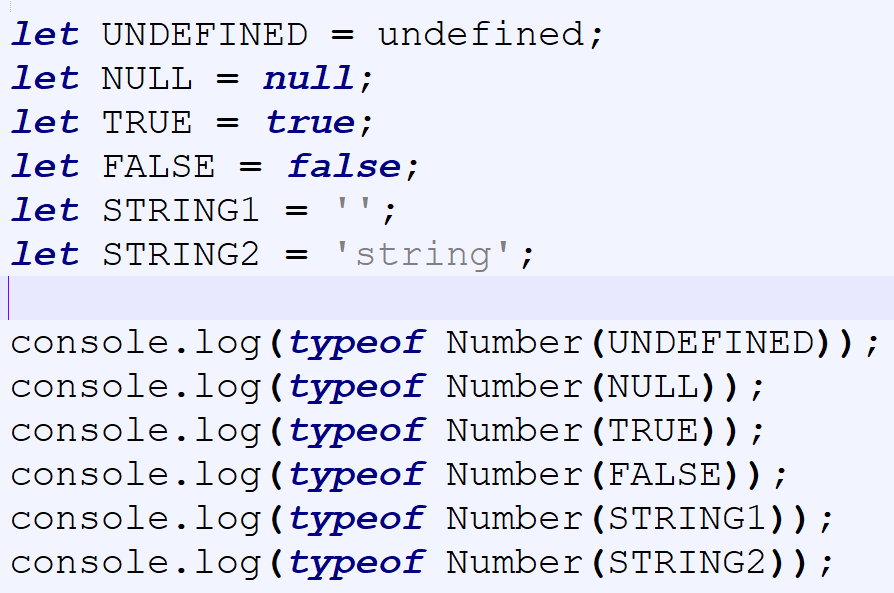 let UNDEFINED = undefined;
let NULL = null;
let TRUE = true;
let FALSE = false;
let STRING1 = '';
let STRING2 = 'string';
console.log(typeof Number(UNDEFINED));
console.log(typeof Number(NULL));
console.log(typeof Number(TRUE));
console.log(typeof Number(FALSE));
console.log(typeof Number(STRING1));
console.log(typeof Number(STRING2));